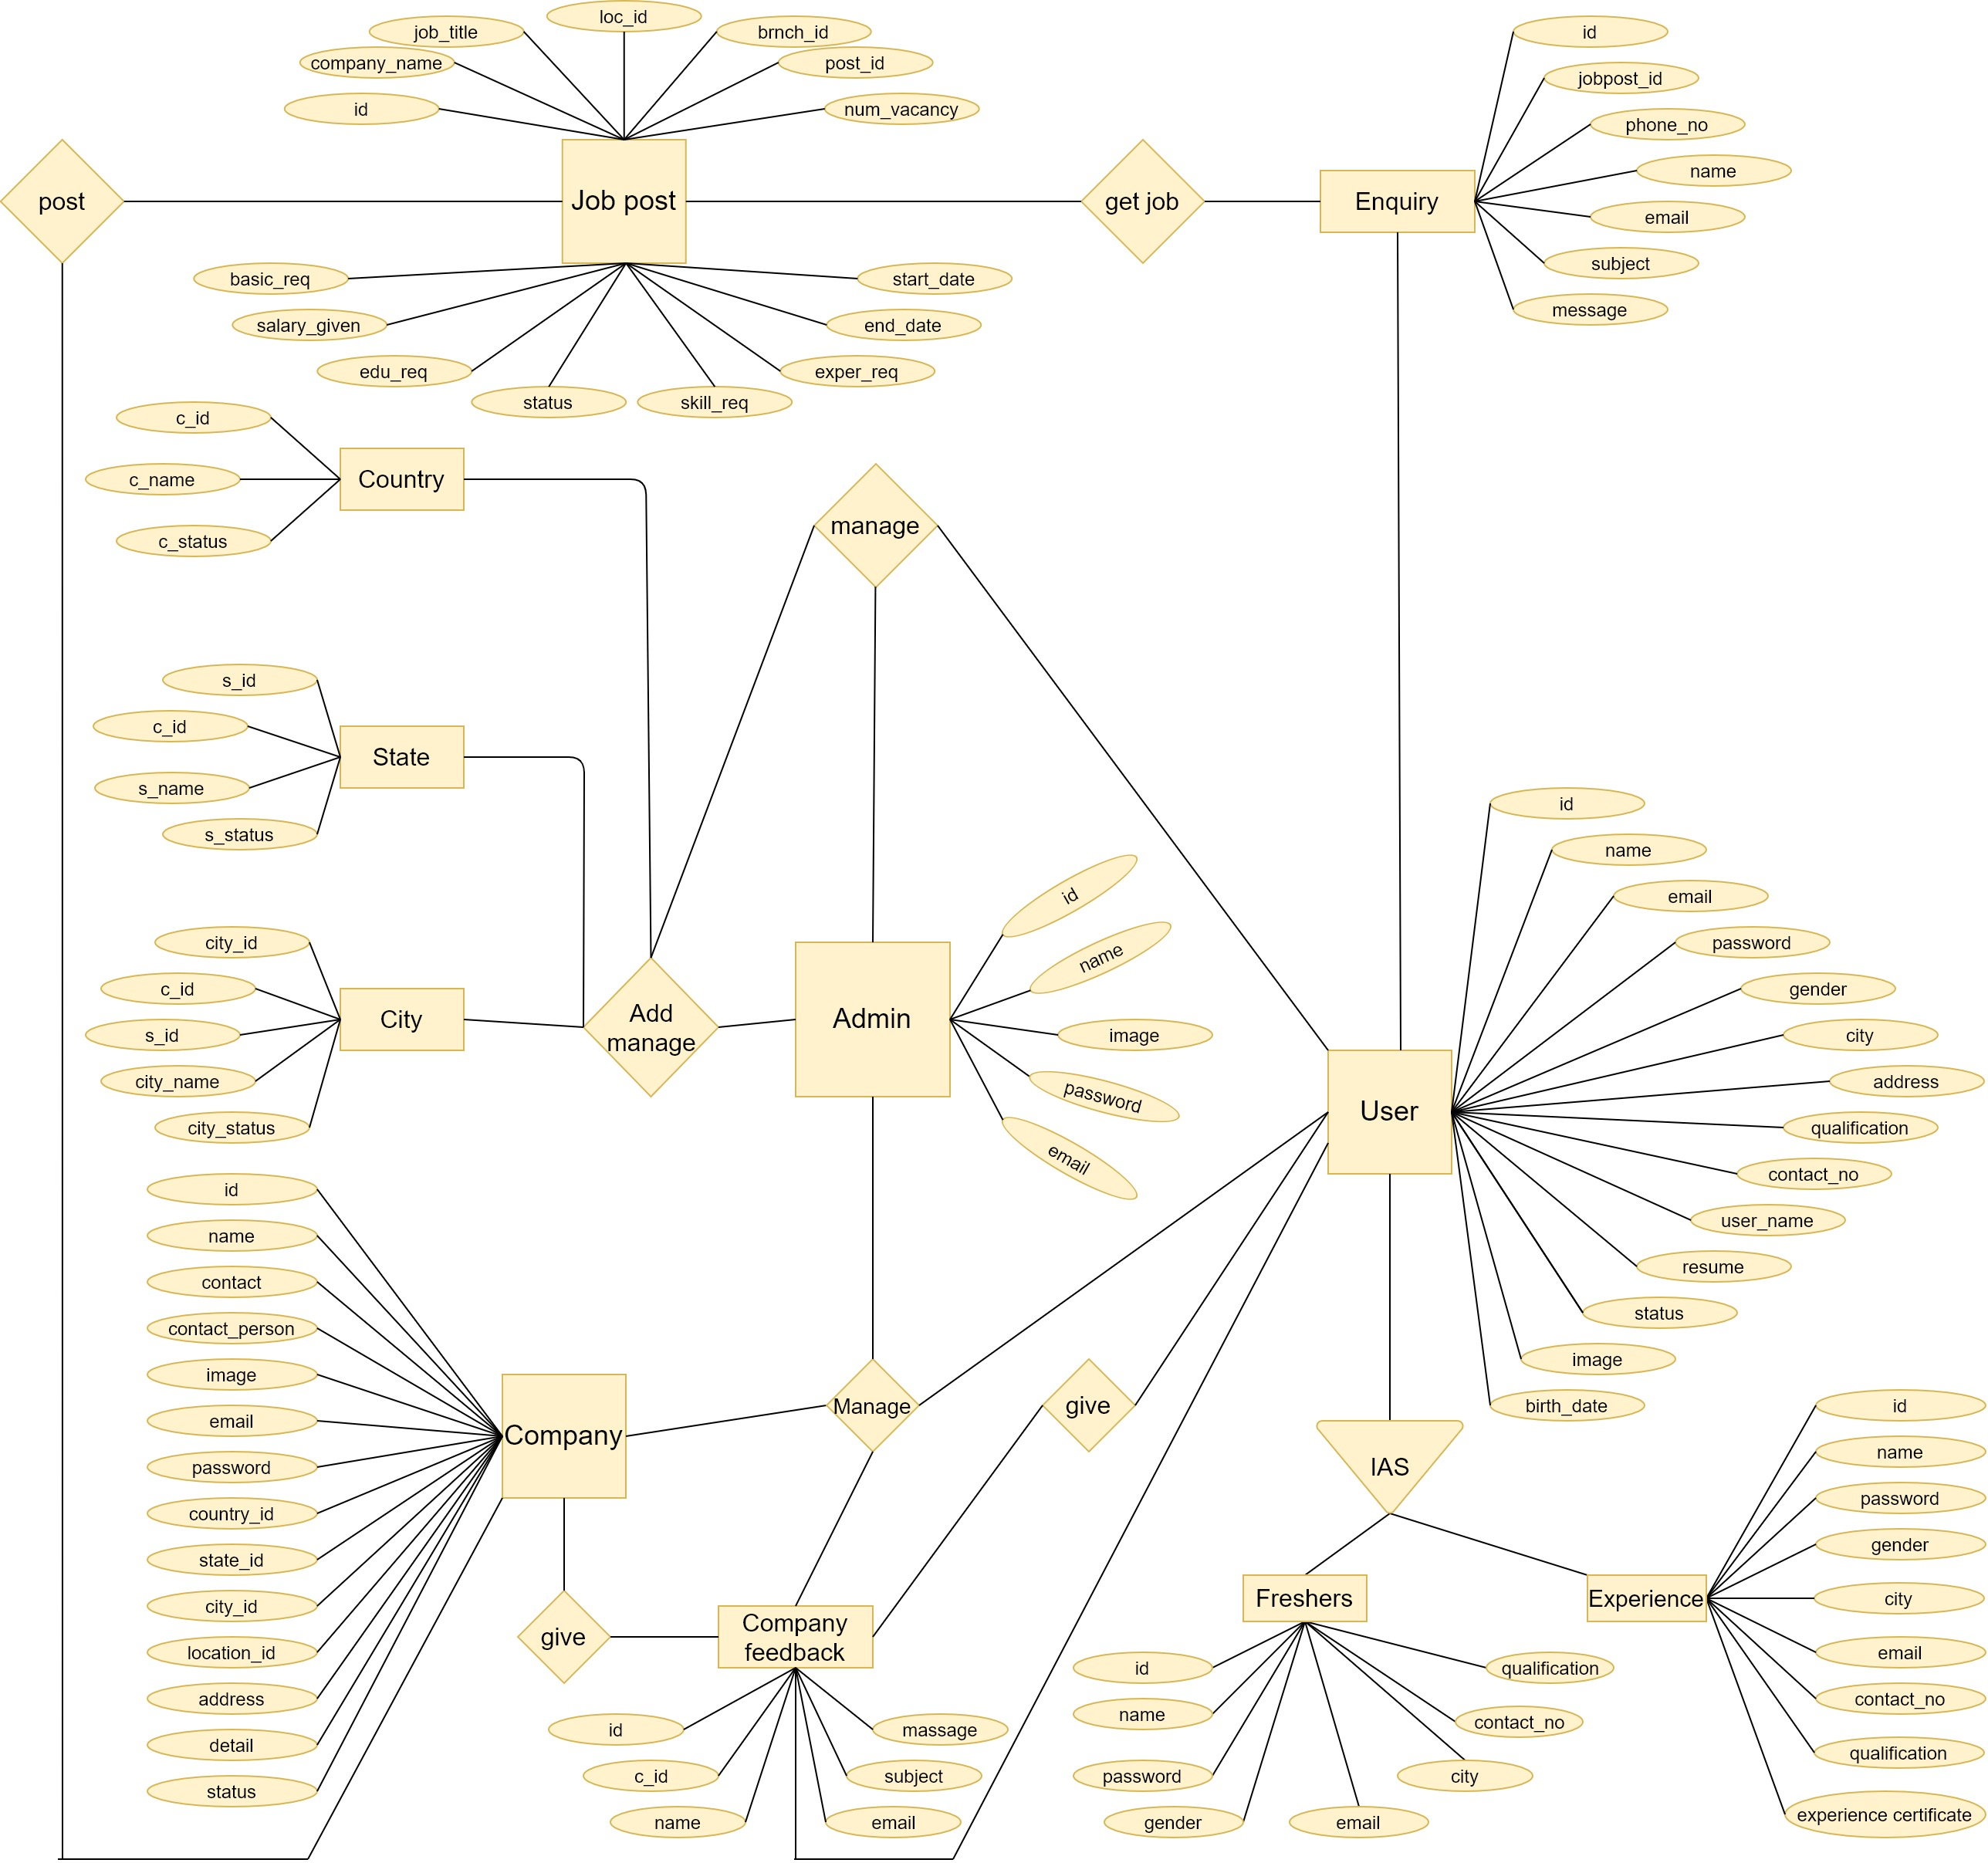 loc_id
job_title
brnch_id
company_name
post_id
id
num_vacancy
id
jobpost_id
phone_no
name
email
subject
message
post
Job post
get job
Enquiry
basic_req
start_date
salary_given
end_date
edu_req
exper_req
status
skill_req
c_id
c_name
c_status
Country
manage
s_id
c_id
s_name
s_status
State
city_id
c_id
s_id
city_name
city_status
City
Add
manage
Admin
id
name
image
password
email
User
id
name
email
password
gender
city
address
qualification
contact_no
user_name
resume
status
image
birth_date
id
name
contact
contact_person
image
email
password
country_id
state_id
city_id
location_id
address
detail
status
Company
Manage
give
IAS
give
Company
feedback
id
c_id
name
massage
subject
email
Freshers
id
name
password
gender
email
city
contact_no
qualification
Experience
id
name
password
gender
city
email
contact_no
qualification
experience certificate